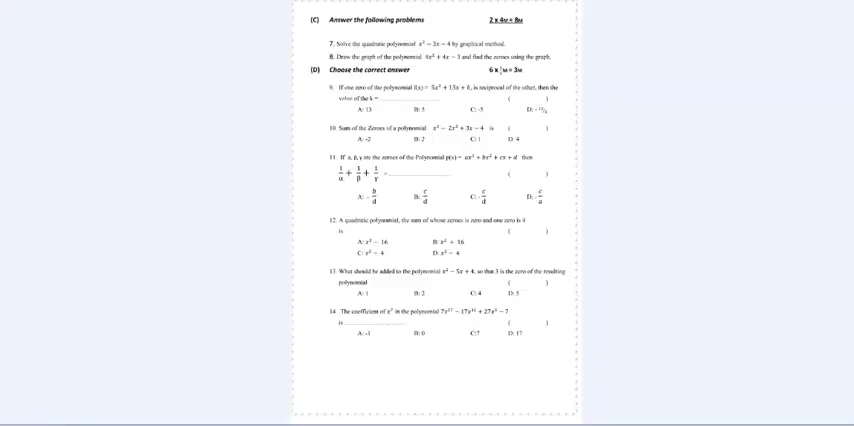 (C) Answer the following problems 2 x 4M = 8M
7. Solve the quadratic polynomial x² − 3x − 4 by graphical method.
8. Draw the graph of the polynomial 4x² + 4x − 3 and find the zeroes using the graph.
(D) Choose the correct answer 6 x ½ M = 3M
9. If one zero of the polynomial f(x) = 5x² + 13x + k, is reciprocal of the other, then the
value of the k = ........................ ( )
A: 13 B: 5 C: -5 D: -
10. Sum of the Zeroes of a polynomial x³ − 2x² + 3x − 4 is ( )
A: -2 B: 2 C: 1 D: 4
11. If α, β, γ are the zeroes of the Polynomial p(x) = ax³ + bx² + cx + d then
1/α + 1/β + 1/γ = ........................ ( )
A: - b/d B: c/d C: - c/d D: - c/a
12. A quadratic polynomial, the sum of whose zeroes is zero and one zero is 4
is ( )
A: x² − 16 B: x² + 16
C: x² − 4 D: x² − 4
13. What should be added to the polynomial x² − 5x + 4, so that 3 is the zero of the resulting
polynomial ( )
A: 1 B: 2 C: 4 D: 5
14. The coefficient of x⁷ in the polynomial 7x¹⁷ − 17x¹¹ + 27x⁵ − 7
is ........................ ( )
A: -1 B: 0 C:7 D: 17